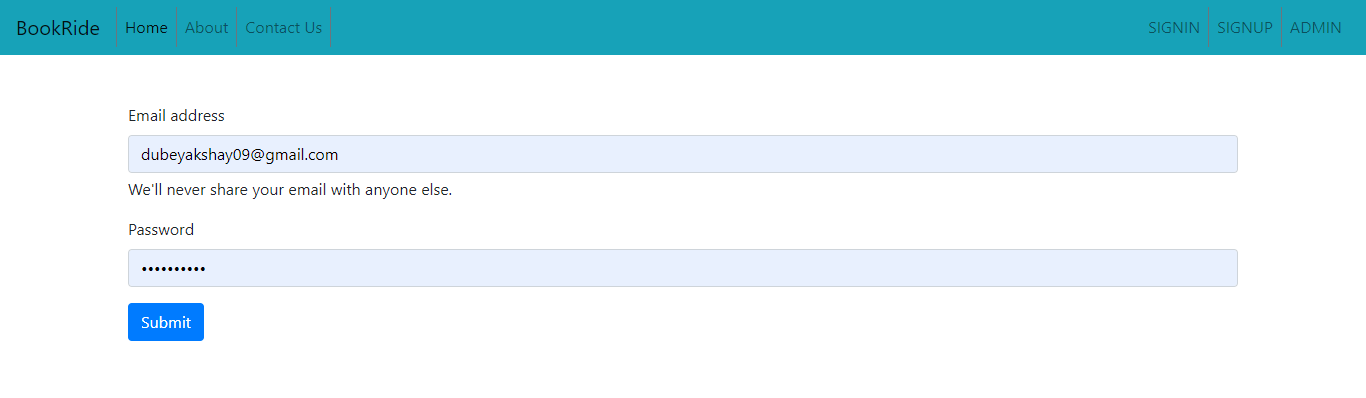 BookRide Home About Contact Us SIGNIN SIGNUP ADMIN
Email address
dubeyakshay09@gmail.com
We'll never share your email with anyone else.
Password
••••••••••
Submit